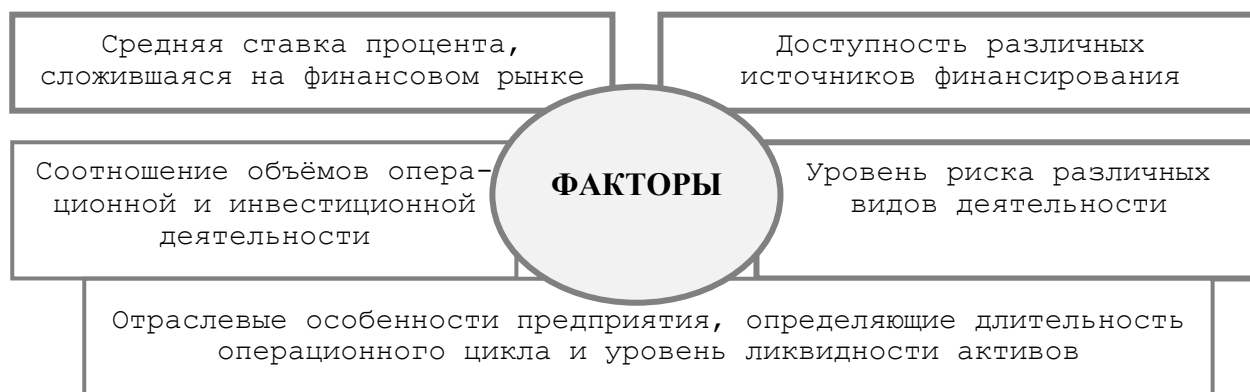 Средняя ставка процента,
сложившаяся на финансовом рынке
Доступность различных
источников финансирования
Соотношение объёмов опера-
ционной и инвестиционной
деятельности
ФАКТОРЫ
Уровень риска различных
видов деятельности
Отраслевые особенности предприятия, определяющие длительность
операционного цикла и уровень ликвидности активов